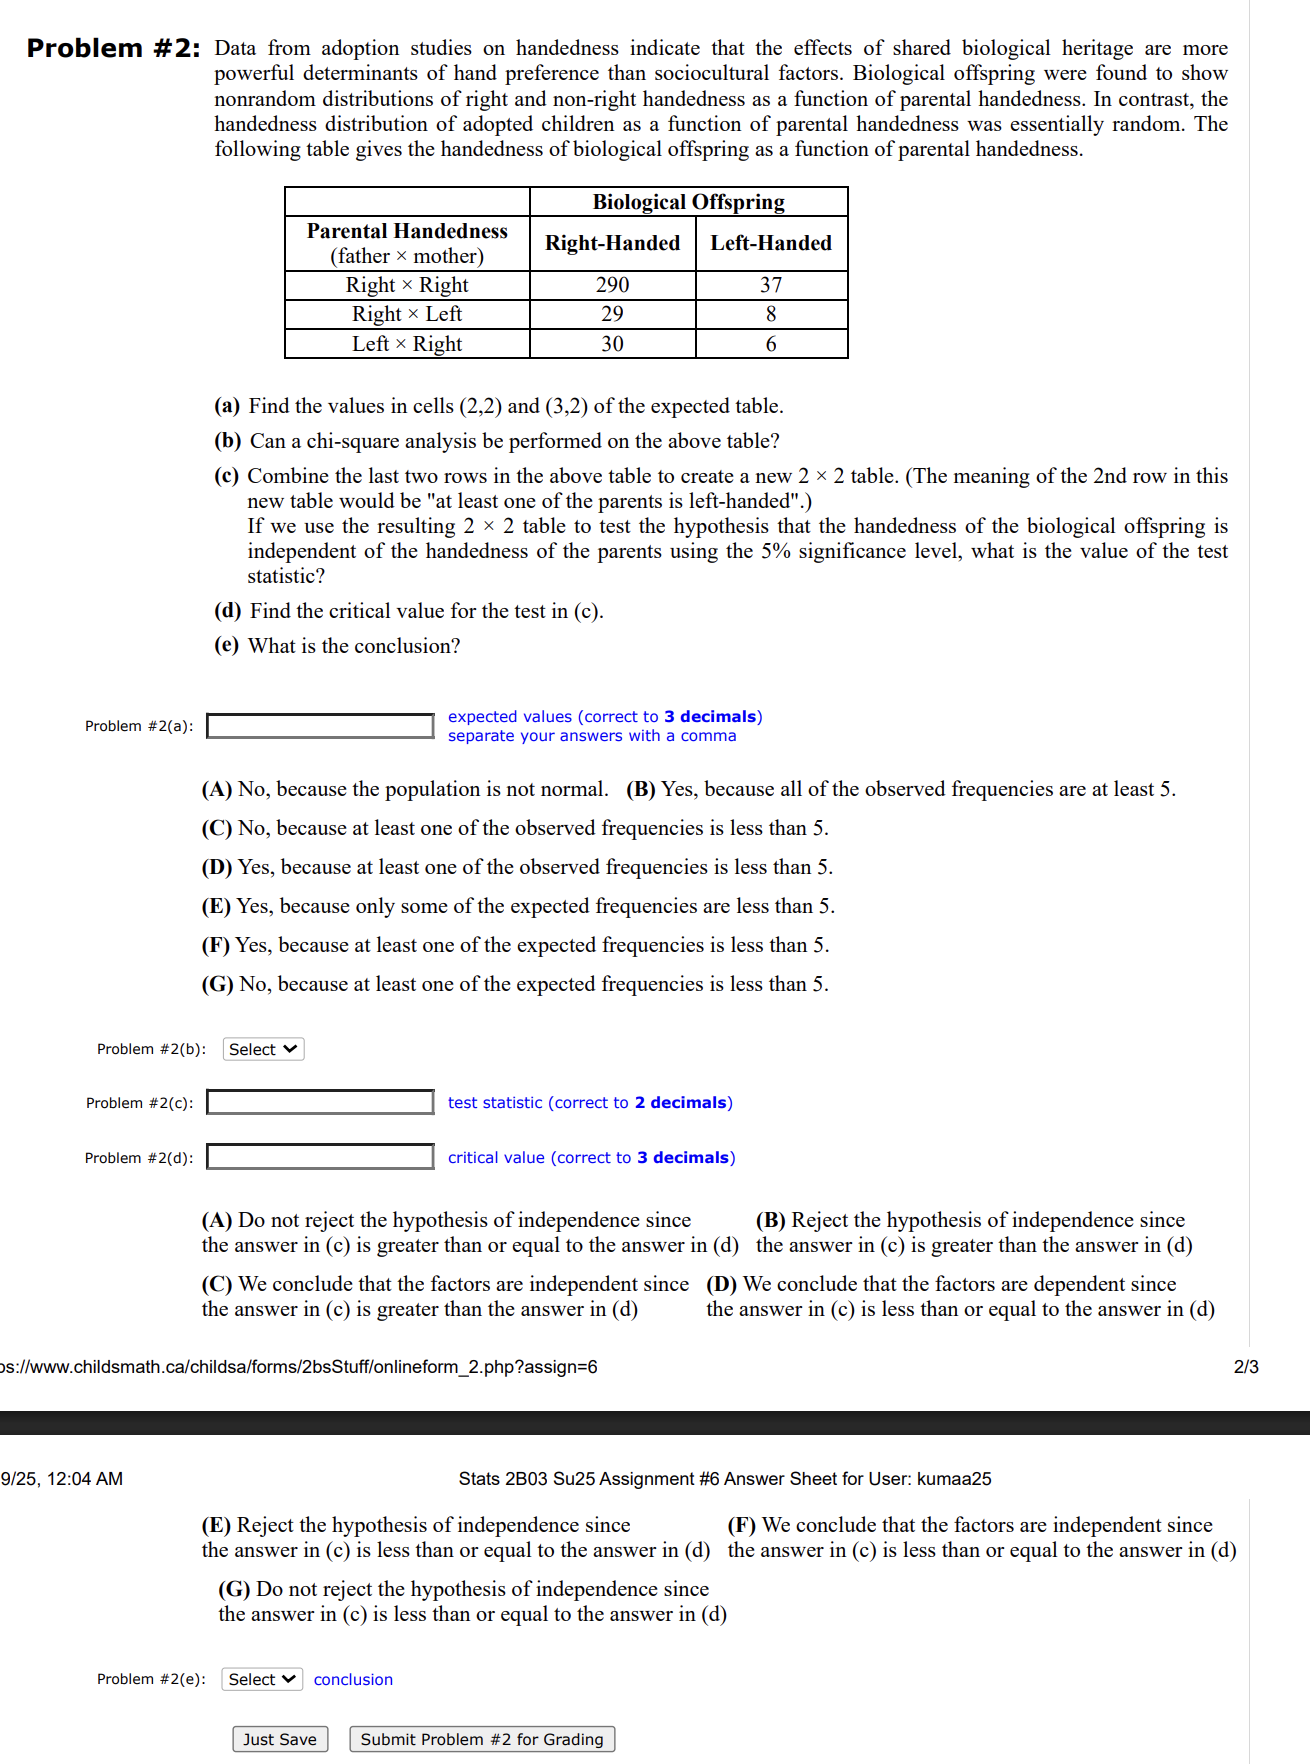 Problem #2: Data from adoption studies on handedness indicate that the effects of shared biological heritage are more
powerful determinants of hand preference than sociocultural factors. Biological offspring were found to show
nonrandom distributions of right and non-right handedness as a function of parental handedness. In contrast, the
handedness distribution of adopted children as a function of parental handedness was essentially random. The
following table gives the handedness of biological offspring as a function of parental handedness.
Biological Offspring
Parental Handedness
(father × mother)
Right-Handed Left-Handed
Right × Right 290 37
Right × Left 29 8
Left × Right 30 6
(a) Find the values in cells (2,2) and (3,2) of the expected table.
(b) Can a chi-square analysis be performed on the above table?
(c) Combine the last two rows in the above table to create a new 2 × 2 table. (The meaning of the 2nd row in this
new table would be "at least one of the parents is left-handed".)
If we use the resulting 2 × 2 table to test the hypothesis that the handedness of the biological offspring is
independent of the handedness of the parents using the 5% significance level, what is the value of the test
statistic?
(d) Find the critical value for the test in (c).
(e) What is the conclusion?
Problem #2(a):
expected values (correct to 3 decimals)
separate your answers with a comma
(A) No, because the population is not normal. (B) Yes, because all of the observed frequencies are at least 5.
(C) No, because at least one of the observed frequencies is less than 5.
(D) Yes, because at least one of the observed frequencies is less than 5.
(E) Yes, because only some of the expected frequencies are less than 5.
(F) Yes, because at least one of the expected frequencies is less than 5.
(G) No, because at least one of the expected frequencies is less than 5.
Problem #2(b): Select
Problem #2(c): test statistic (correct to 2 decimals)
Problem #2(d): critical value (correct to 3 decimals)
(A) Do not reject the hypothesis of independence since
the answer in (c) is greater than or equal to the answer in (d)
(B) Reject the hypothesis of independence since
the answer in (c) is greater than the answer in (d)
(C) We conclude that the factors are independent since
the answer in (c) is greater than the answer in (d)
(D) We conclude that the factors are dependent since
the answer in (c) is less than or equal to the answer in (d)
ps://www.childsmath.ca/childsa/forms/2bsStuff/onlineform_2.php?assign=6 2/3
9/25, 12:04 AM Stats 2B03 Su25 Assignment #6 Answer Sheet for User: kumaa25
(E) Reject the hypothesis of independence since
the answer in (c) is less than or equal to the answer in (d)
(F) We conclude that the factors are independent since
the answer in (c) is less than or equal to the answer in (d)
(G) Do not reject the hypothesis of independence since
the answer in (c) is less than or equal to the answer in (d)
Problem #2(e): Select conclusion
Just Save Submit Problem #2 for Grading